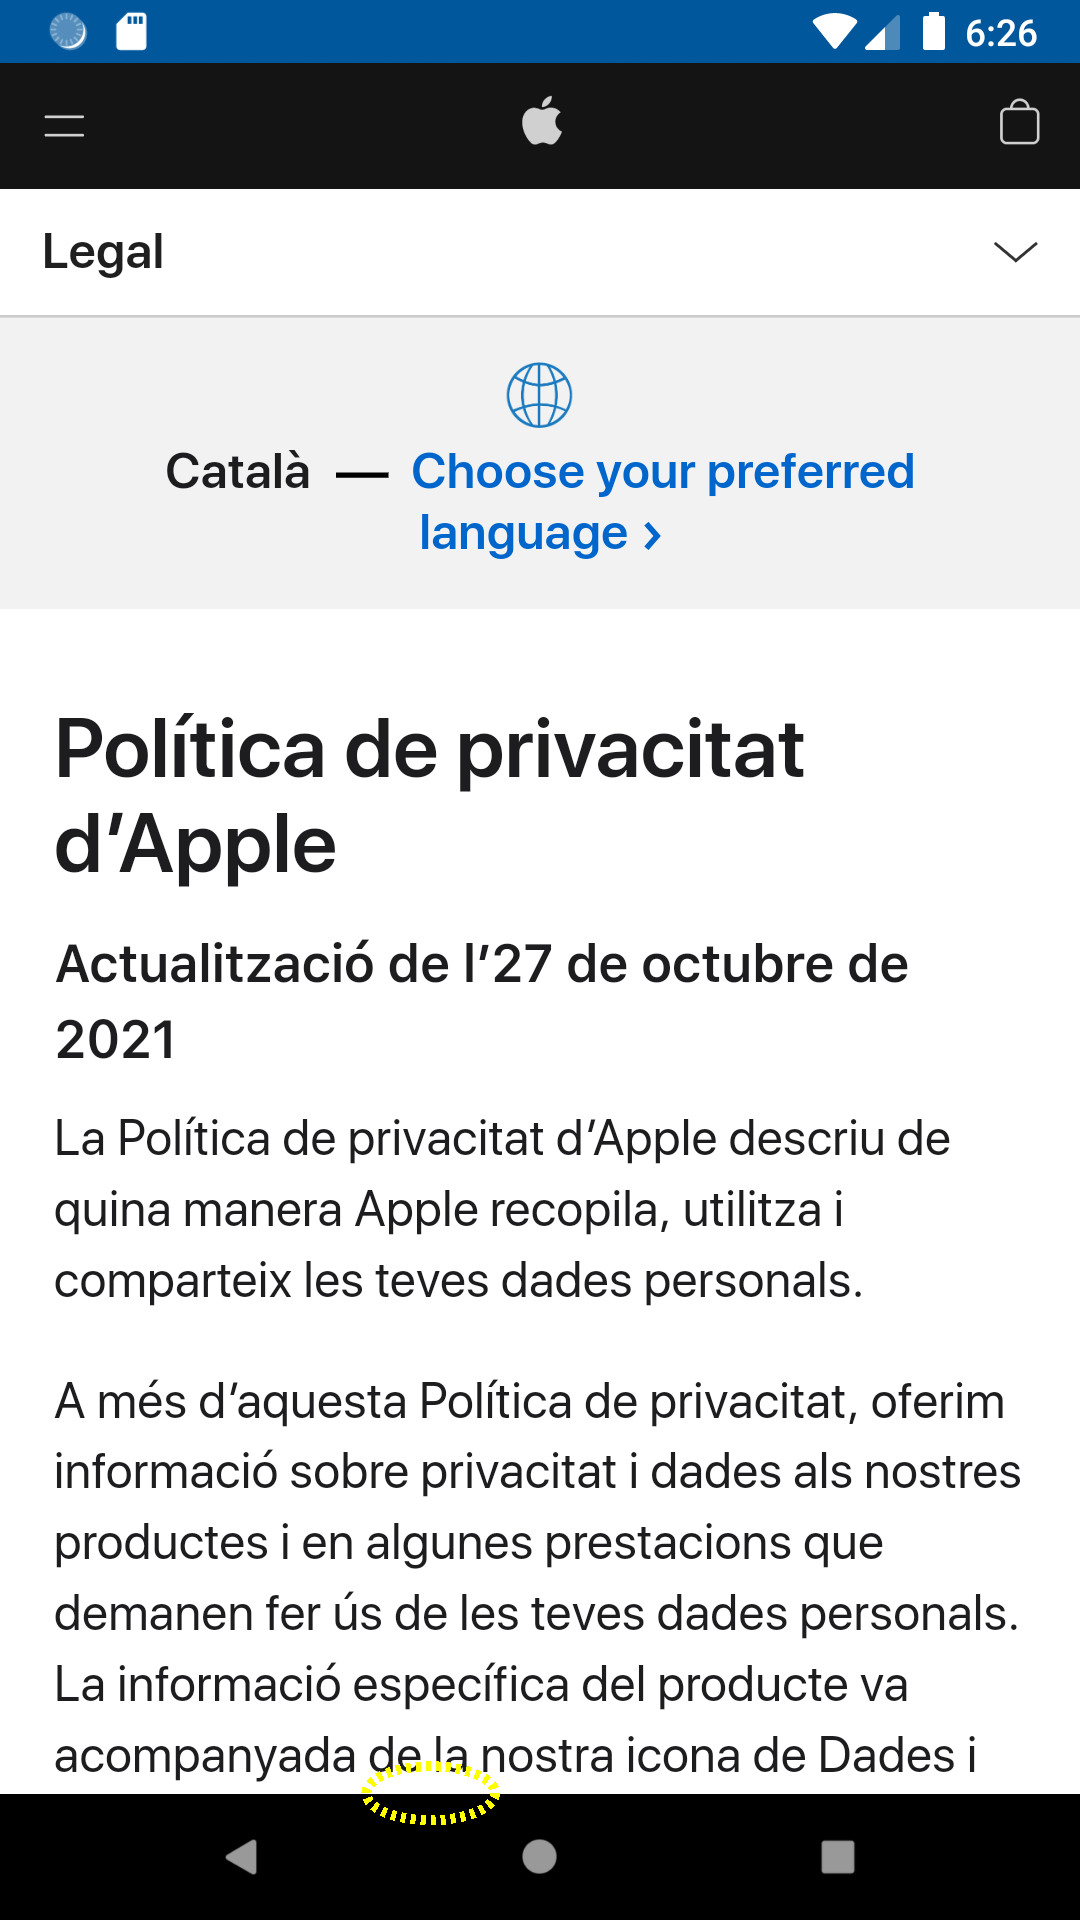 6:26
Legal
Català — Choose your preferred
language ›
Política de privacitat
d’Apple
Actualització de l’27 de octubre de
2021
La Política de privacitat d’Apple descriu de
quina manera Apple recopila, utilitza i
comparteix les teves dades personals.
A més d’aquesta Política de privacitat, oferim
informació sobre privacitat i dades als nostres
productes i en algunes prestacions que
demanen fer ús de les teves dades personals.
La informació específica del producte va
acompanyada de la nostra icona de Dades i